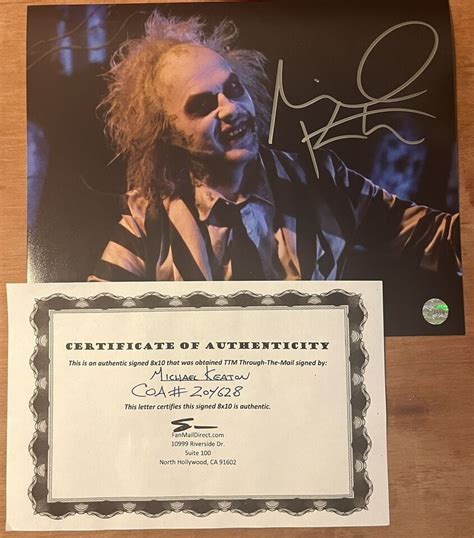 CERTIFICATE OF AUTHENTICITY
This is an authentic signed 8x10 that was obtained TTM Through-The-Mail signed by:
MICHAEL KEATON
COA# 204628
This letter certifies this signed 8x10 is authentic.
FanMailDirect.com
10999 Riverside Dr.
Suite 100
North Hollywood, CA 91602